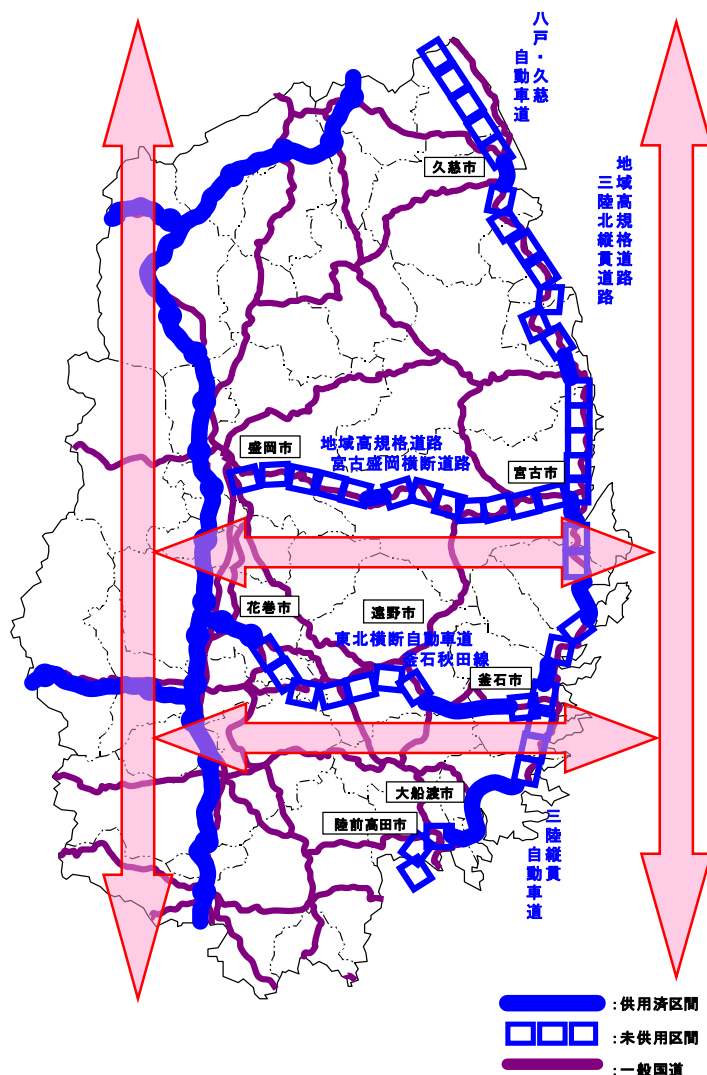 八戸・久慈
自動車道
久慈市
地域高規格道路
三陸北縦貫道路
盛岡市
地域高規格道路
宮古盛岡横断道路
宮古市
花巻市
遠野市
東北横断自動車道
釜石秋田線
釜石市
大船渡市
陸前高田市
三陸縦貫
自動車道
:供用済区間
:未供用区間
:一般国道